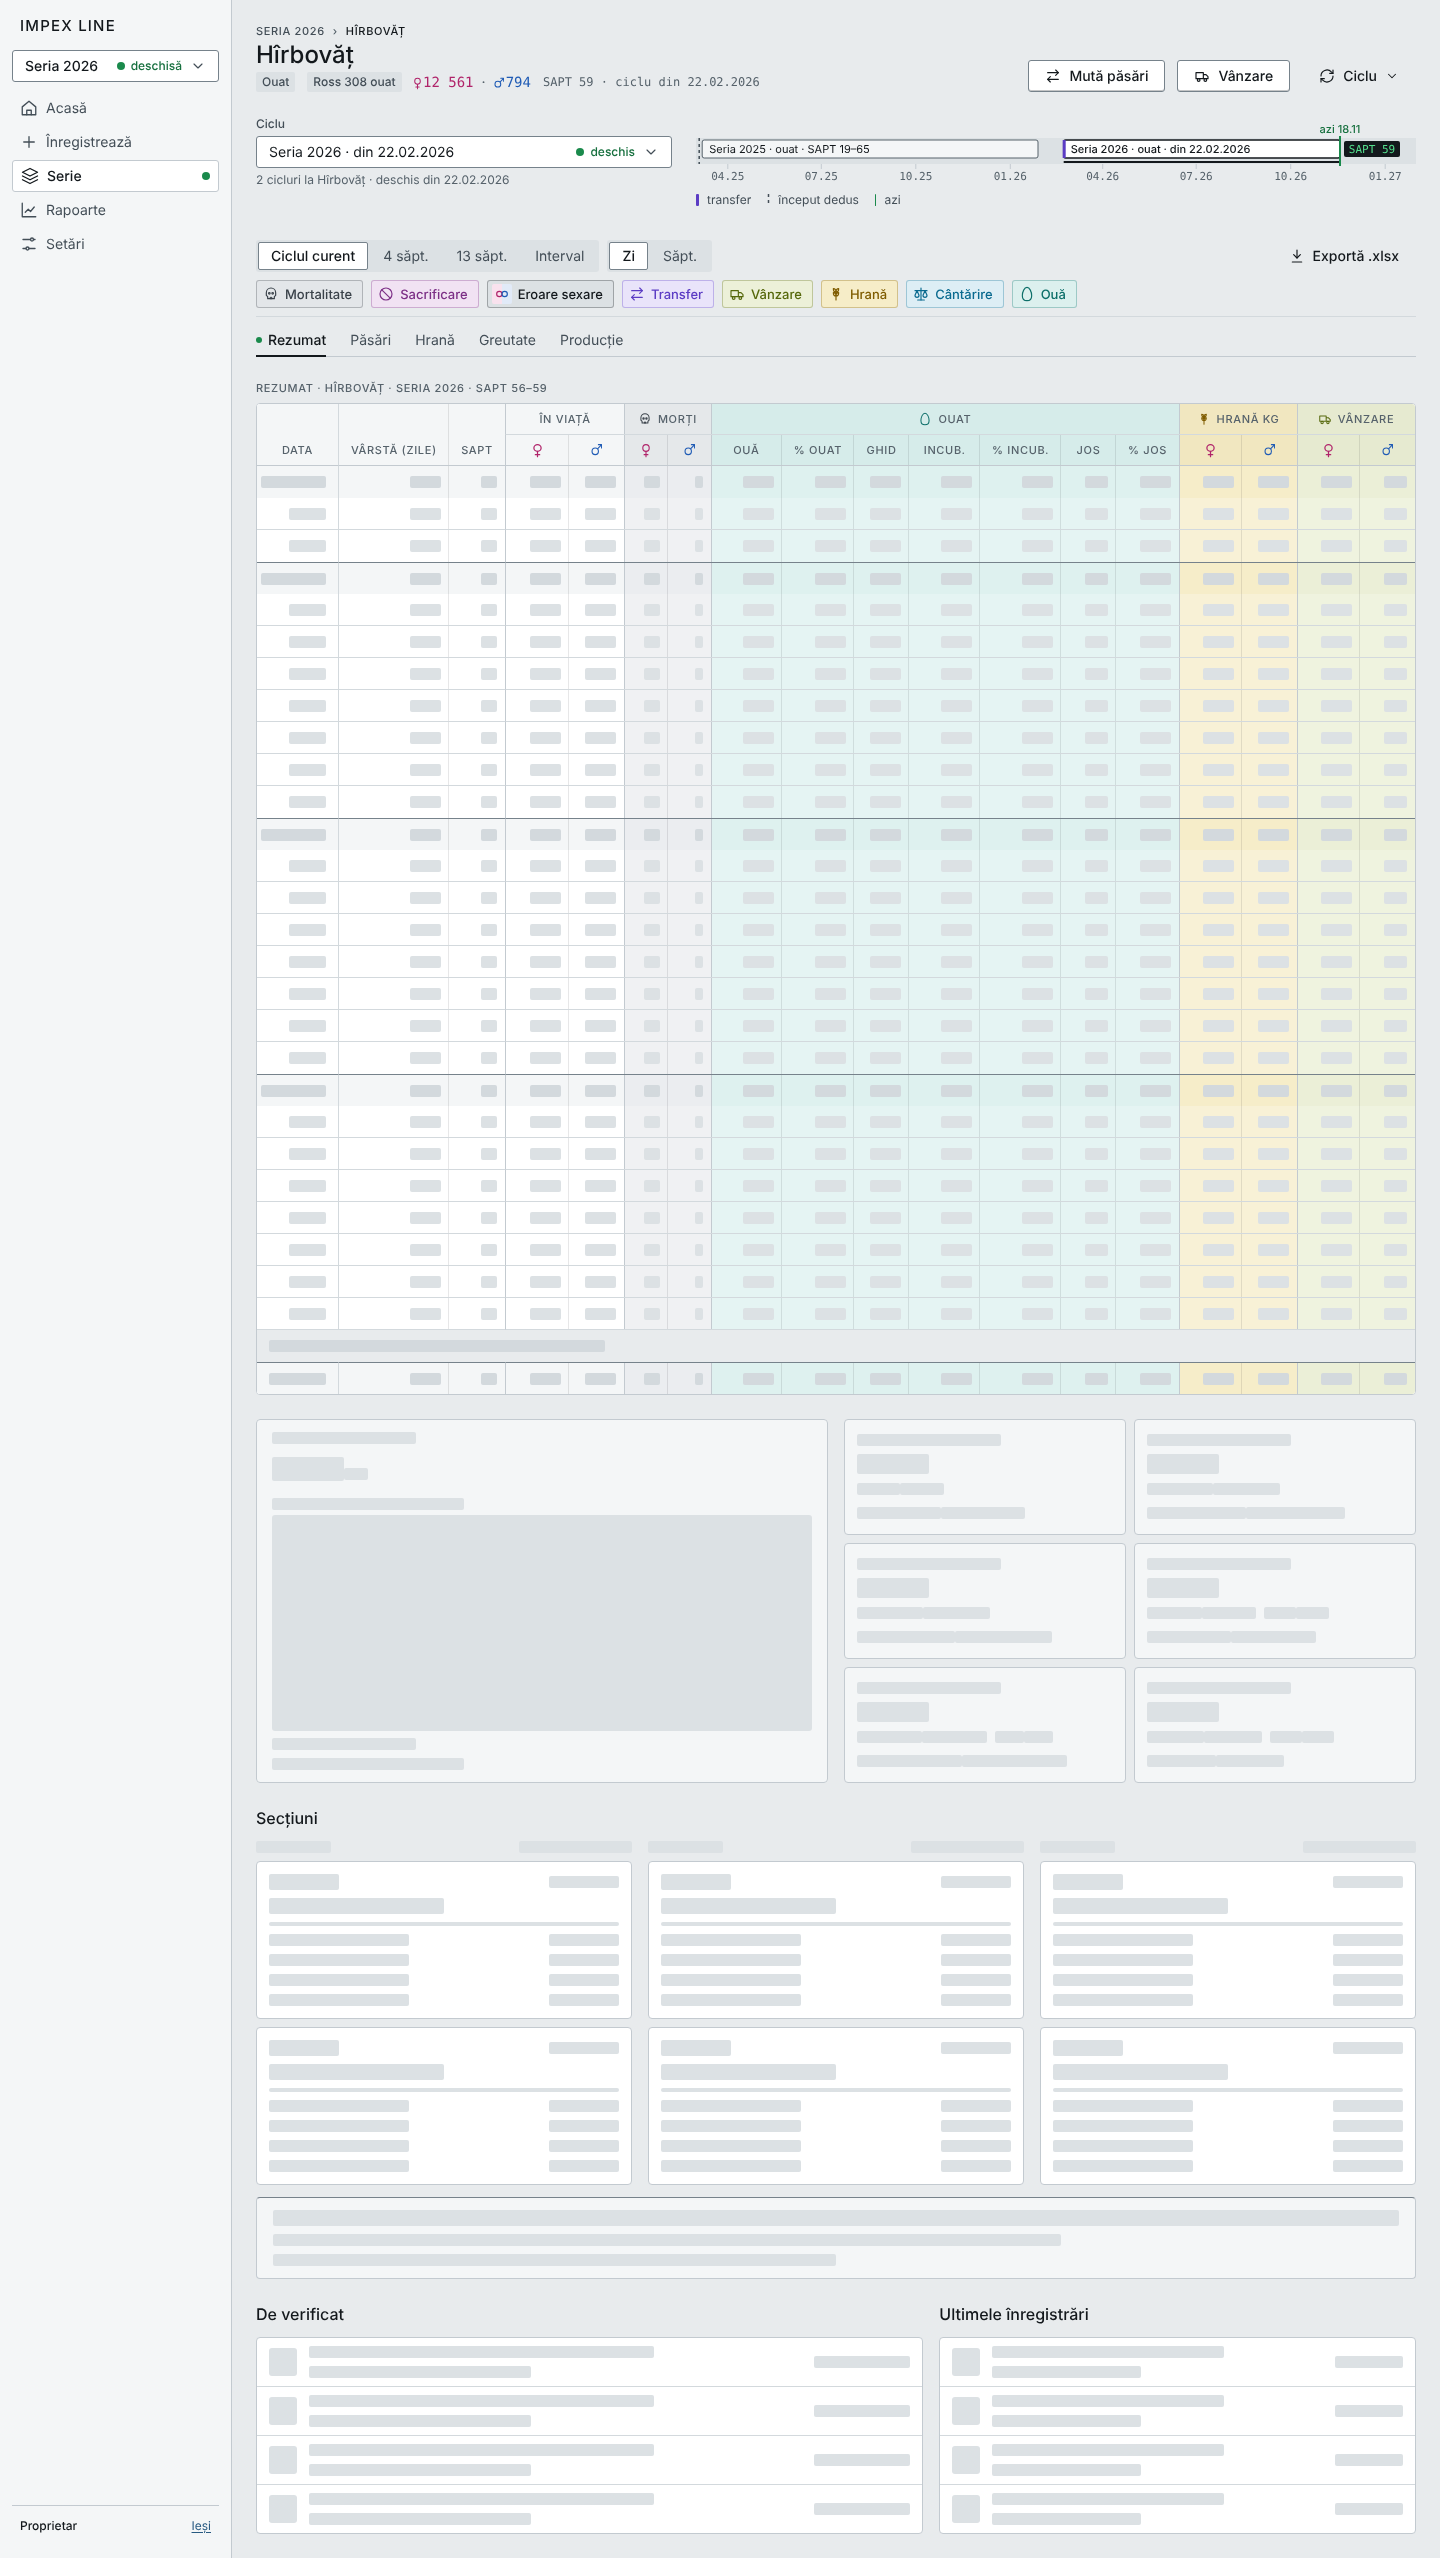 IMPEX LINE
Seria 2026 deschisă
Acasă
Înregistrează
Serie
Rapoarte
Setări
SERIA 2026 › HÎRBOVĂȚ
Hîrbovăț
Ouat Ross 308 ouat ♀12 561 · ♂794 SAPT 59 · ciclu din 22.02.2026
Mută păsări Vânzare Ciclu
Ciclu
Seria 2026 · din 22.02.2026 deschis
2 cicluri la Hîrbovăț · deschis din 22.02.2026
azi 18.11
Seria 2025 · ouat · SAPT 19–65 Seria 2026 · ouat · din 22.02.2026 SAPT 59
04.25 07.25 10.25 01.26 04.26 07.26 10.26 01.27
transfer început dedus azi
Ciclul curent 4 săpt. 13 săpt. Interval Zi Săpt. Exportă .xlsx
Mortalitate Sacrificare Eroare sexare Transfer Vânzare Hrană Cântărire Ouă
Rezumat Păsări Hrană Greutate Producție
REZUMAT · HÎRBOVĂȚ · SERIA 2026 · SAPT 56–59
ÎN VIAȚĂ MORȚI OUAT HRANĂ KG VÂNZARE
DATA VÂRSTĂ (ZILE) SAPT ♀ ♂ ♀ ♂ OUĂ % OUAT GHID INCUB. % INCUB. JOS % JOS ♀ ♂ ♀ ♂
Secțiuni
De verificat Ultimele înregistrări
Proprietar Ieși